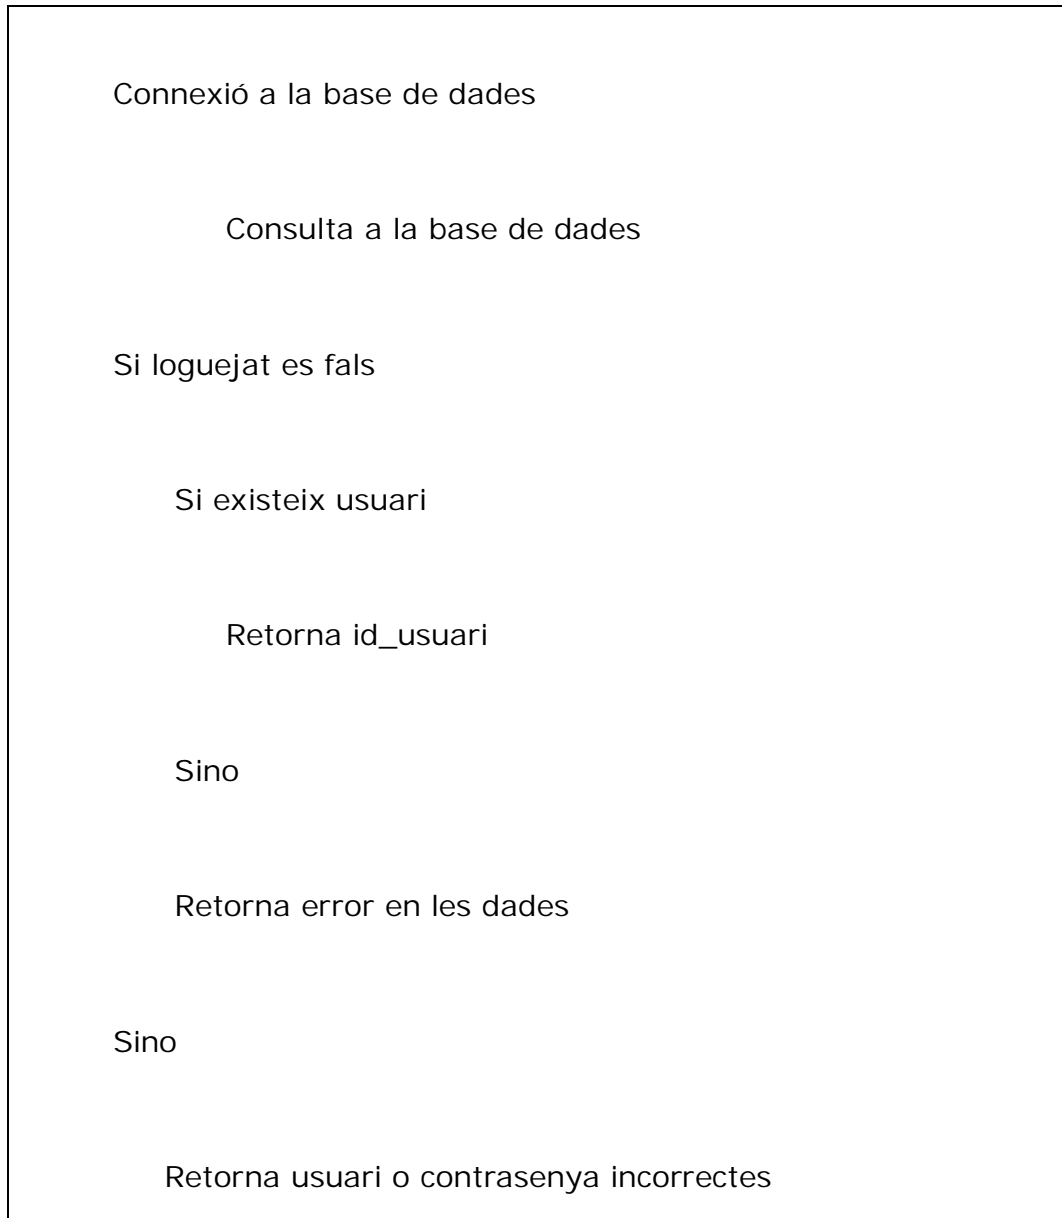 Connexió a la base de dades
Consulta a la base de dades
Si loguejat es fals
Si existeix usuari
Retorna id_usuari
Sino
Retorna error en les dades
Sino
Retorna usuari o contrasenya incorrectes